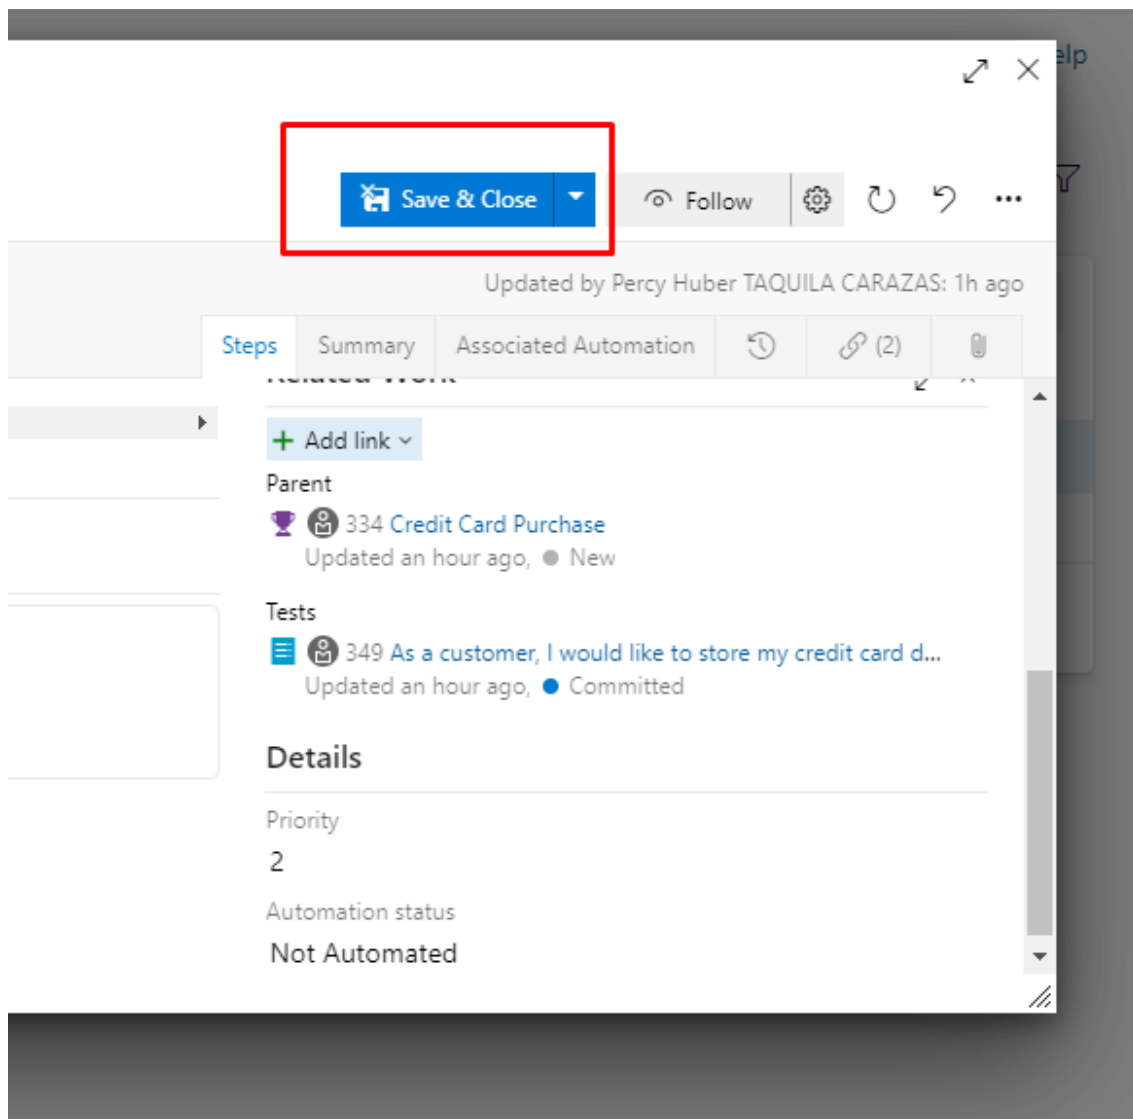 elp
Save & Close
Follow
Updated by Percy Huber TAQUILA CARAZAS: 1h ago
Steps
Summary
Associated Automation
(2)
Related Work
Add link
Parent
334 Credit Card Purchase
Updated an hour ago, New
Tests
349 As a customer, I would like to store my credit card d...
Updated an hour ago, Committed
Details
Priority
2
Automation status
Not Automated